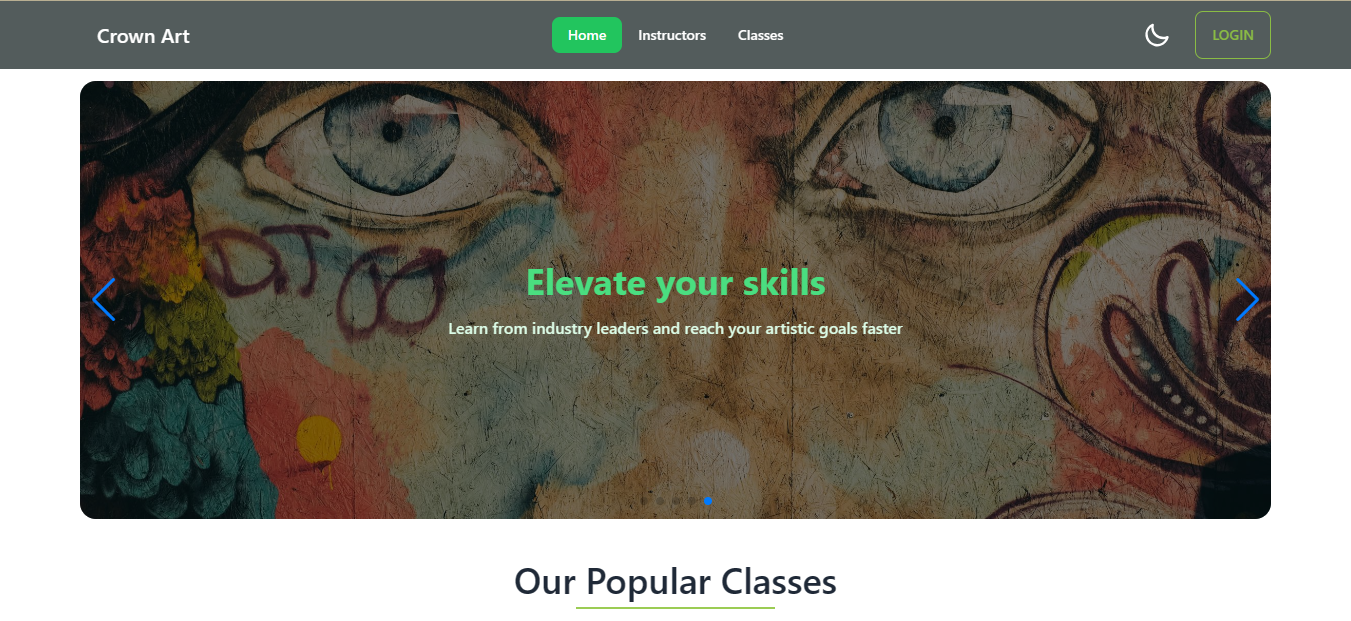 Crown Art
Home Instructors Classes
LOGIN
Elevate your skills
Learn from industry leaders and reach your artistic goals faster
Our Popular Classes